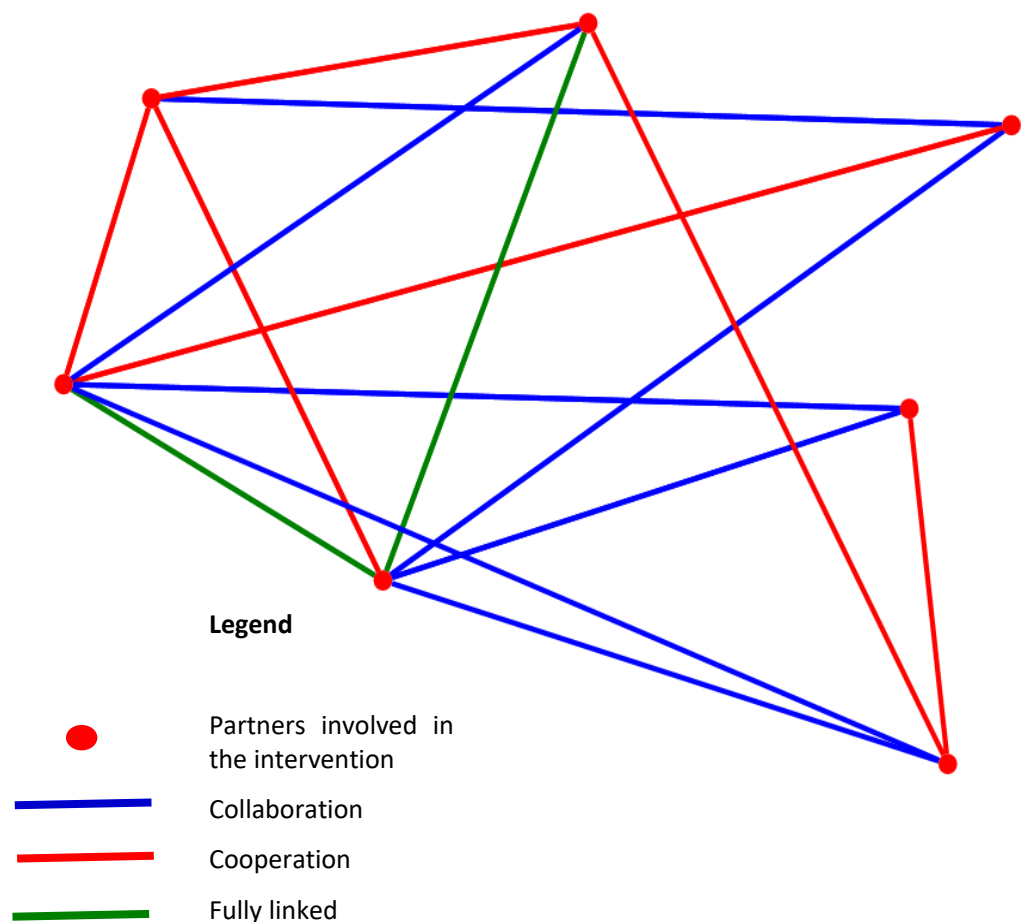 Legend
Partners involved in
the intervention
Collaboration
Cooperation
Fully linked